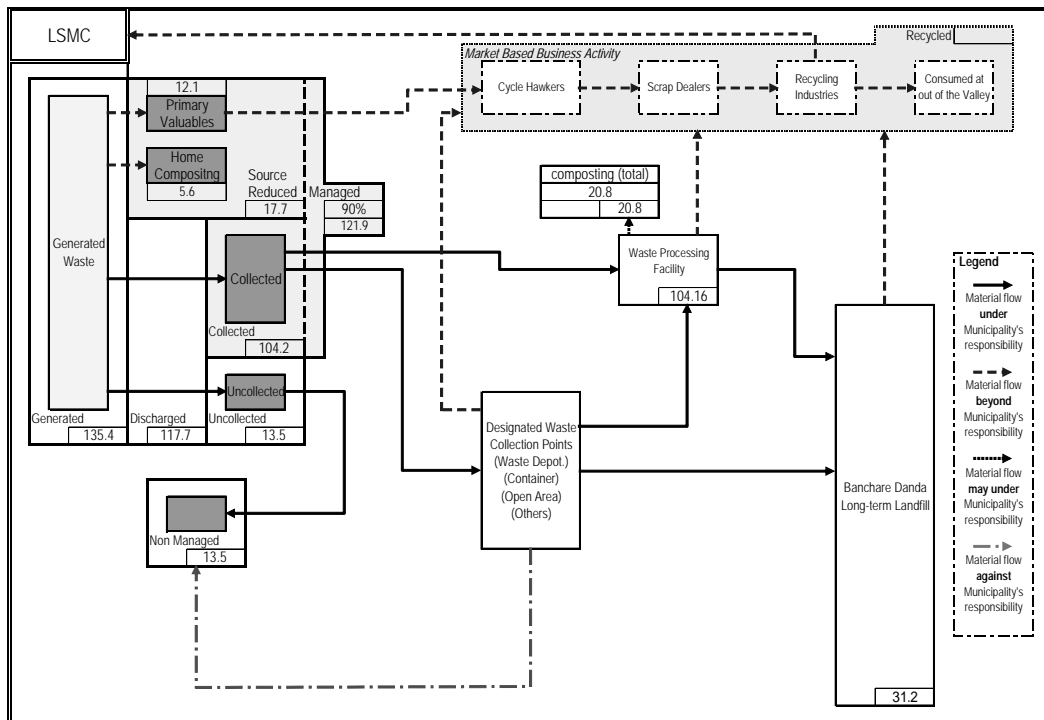 LSMC
Recycled
Market Based Business Activity
Cycle Hawkers
Scrap Dealers
Recycling
Industries
Consumed at
out of the Valley
12.1
Primary
Valuables
Home
Compositng
5.6
Source
Reduced
17.7
Managed
90%
121.9
composting (total)
20.8
20.8
Generated
Waste
Collected
Collected
104.2
Waste Processing
Facility
104.16
Uncollected
Generated
135.4
Discharged
117.7
Uncollected
13.5
Designated Waste
Collection Points
(Waste Depot.)
(Container)
(Open Area)
(Others)
Banchare Danda
Long-term Landfill
31.2
Non Managed
13.5
Legend
Material flow
under
Municipality's
responsibility
Material flow
beyond
Municipality's
responsibility
Material flow
may under
Municipality's
responsibility
Material flow
against
Municipality's
responsibility